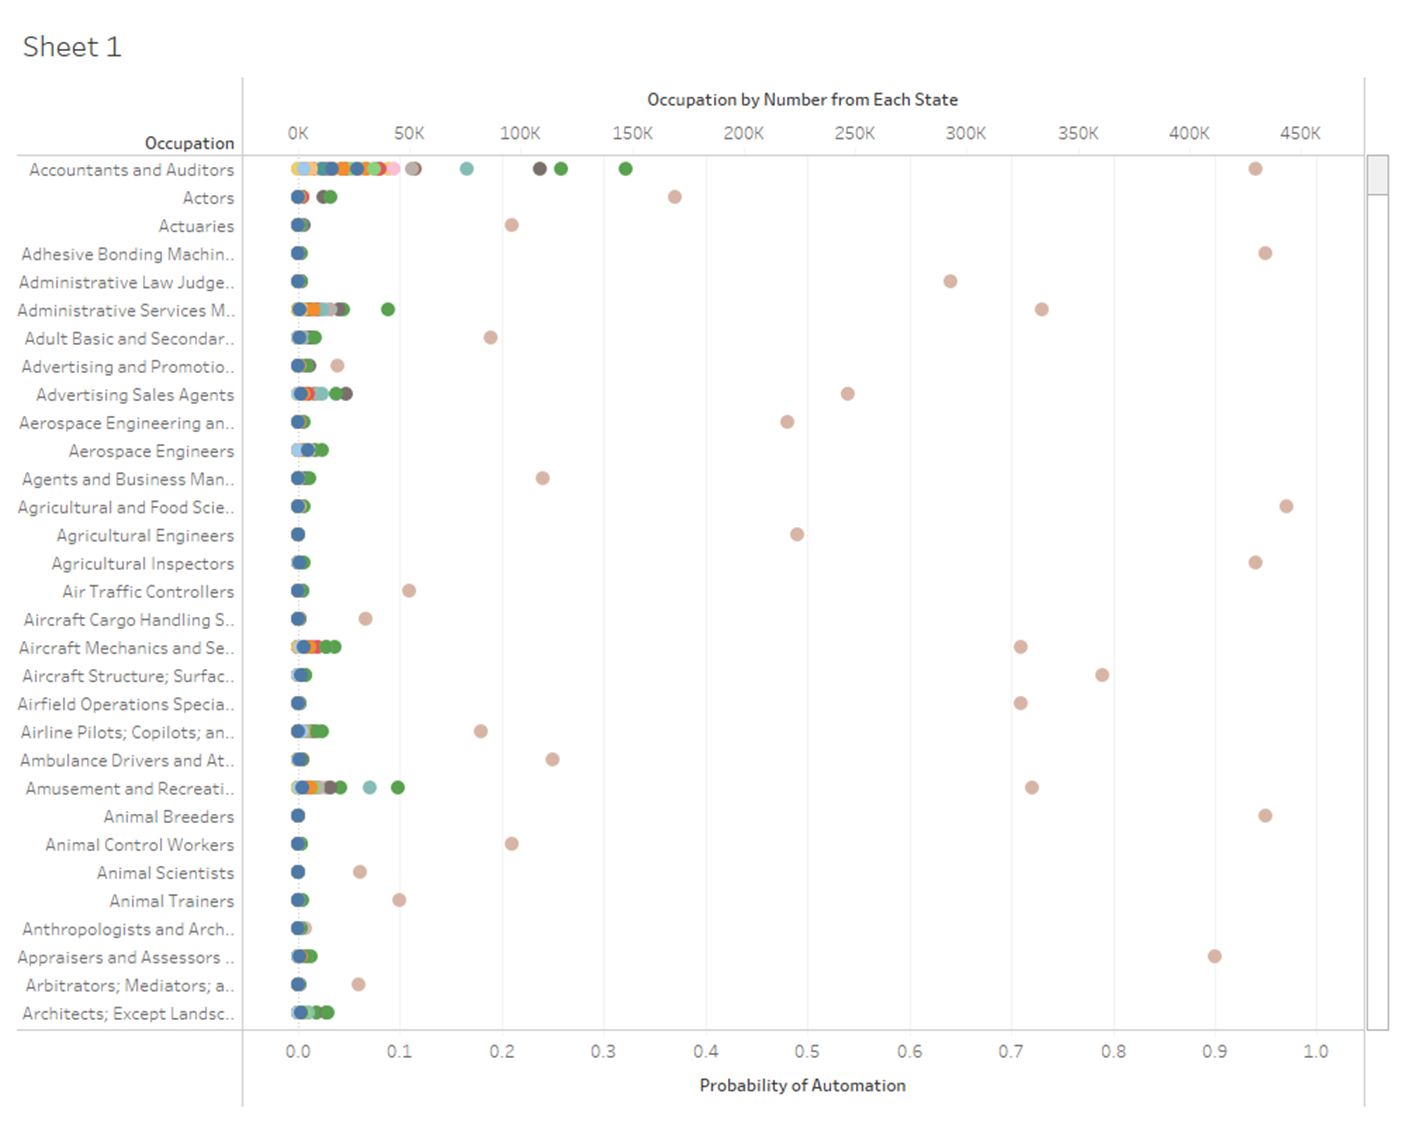 Sheet 1
Occupation by Number from Each State
0K 50K 100K 150K 200K 250K 300K 350K 400K 450K
Occupation
Accountants and Auditors
Actors
Actuaries
Adhesive Bonding Machin..
Administrative Law Judge..
Administrative Services M..
Adult Basic and Secondar..
Advertising and Promotio..
Advertising Sales Agents
Aerospace Engineering an..
Aerospace Engineers
Agents and Business Man..
Agricultural and Food Scie..
Agricultural Engineers
Agricultural Inspectors
Air Traffic Controllers
Aircraft Cargo Handling S..
Aircraft Mechanics and Se..
Aircraft Structure; Surfac..
Airfield Operations Specia..
Airline Pilots; Copilots; an..
Ambulance Drivers and At..
Amusement and Recreati..
Animal Breeders
Animal Control Workers
Animal Scientists
Animal Trainers
Anthropologists and Arch..
Appraisers and Assessors ..
Arbitrators; Mediators; a..
Architects; Except Landsc..
0.0 0.1 0.2 0.3 0.4 0.5 0.6 0.7 0.8 0.9 1.0
Probability of Automation